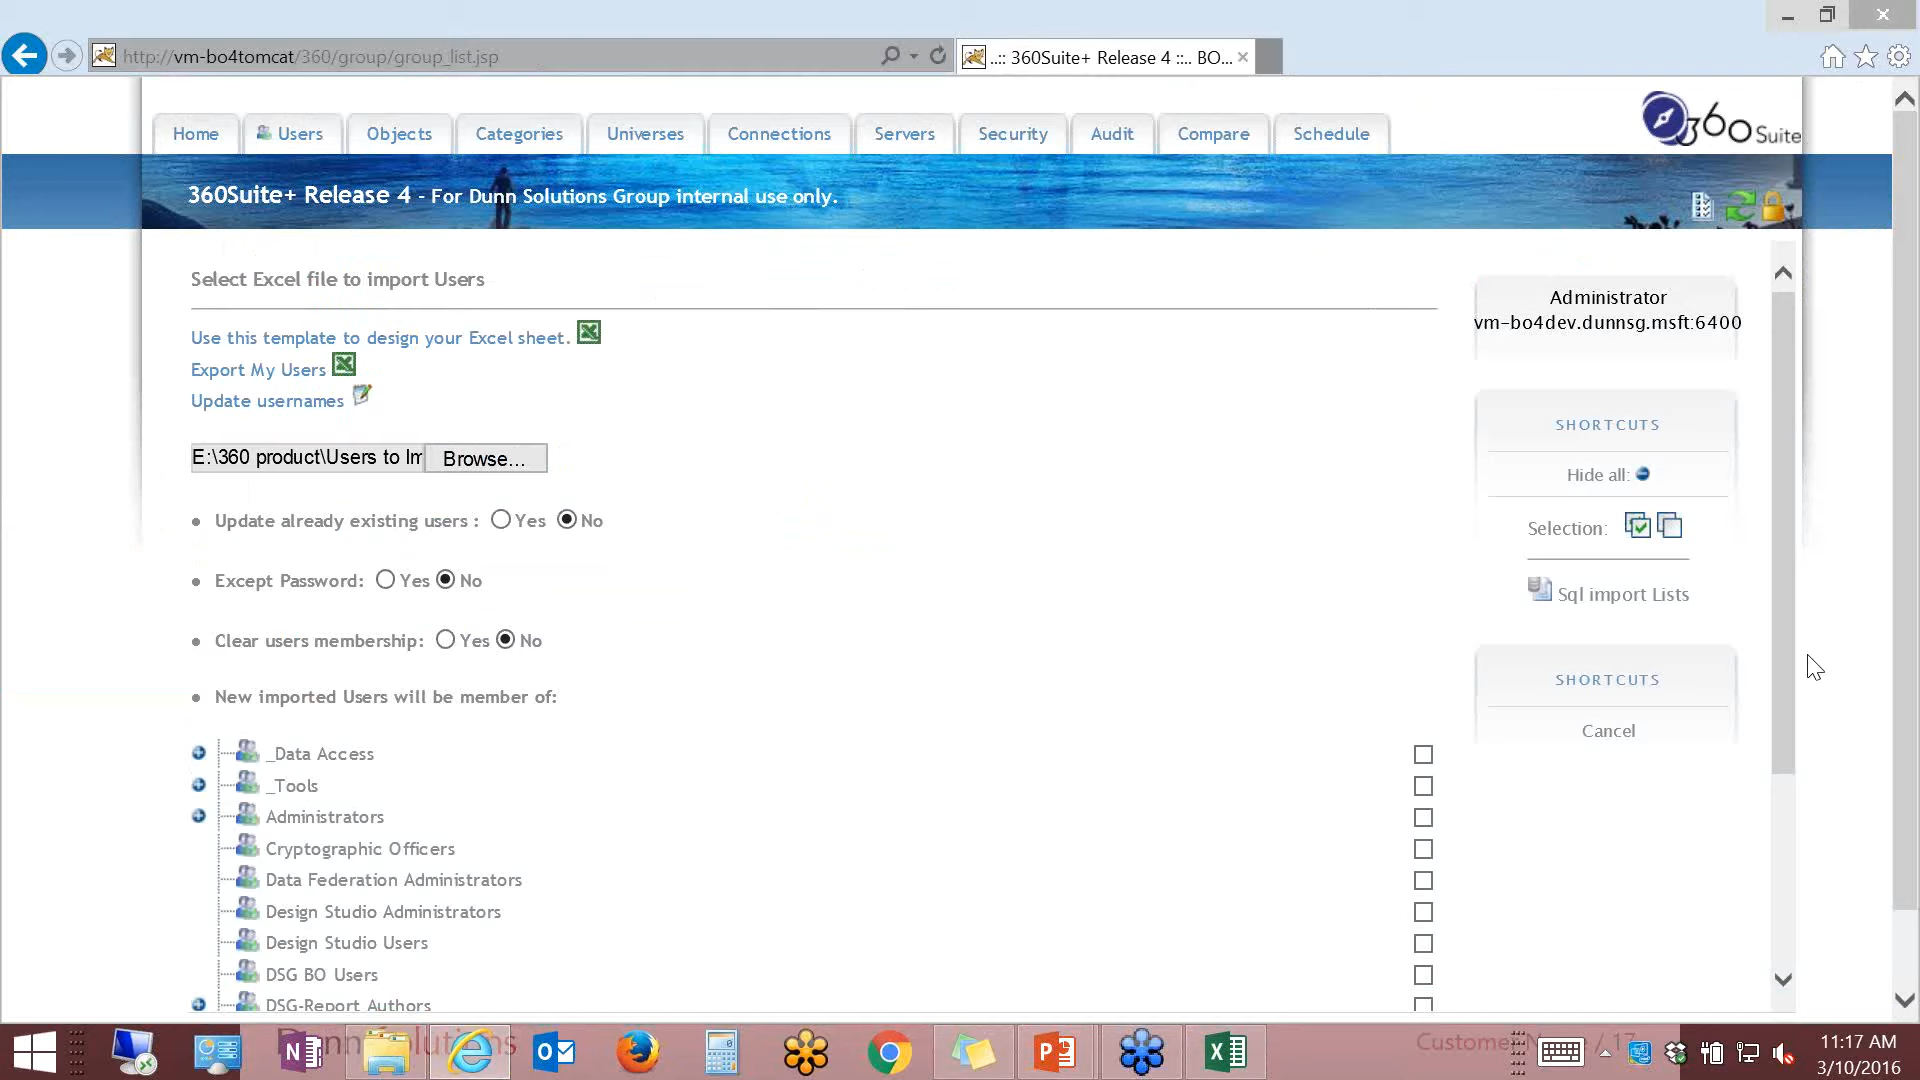 http://vm-bo4tomcat/360/group/group_list.jsp
..:: 360Suite+ Release 4 ::.. BO...
Home
Users
Objects
Categories
Universes
Connections
Servers
Security
Audit
Compare
Schedule
360 Suite
360Suite+ Release 4 - For Dunn Solutions Group internal use only.
Select Excel file to import Users
Use this template to design your Excel sheet.
Export My Users
Update usernames
E:\360 product\Users to Im
Browse...
Update already existing users : Yes No
Except Password: Yes No
Clear users membership: Yes No
New imported Users will be member of:
_Data Access
_Tools
Administrators
Cryptographic Officers
Data Federation Administrators
Design Studio Administrators
Design Studio Users
DSG BO Users
DSG-Report Authors
Administrator
vm-bo4dev.dunnsg.msft:6400
SHORTCUTS
Hide all:
Selection:
Sql import Lists
SHORTCUTS
Cancel
11:17 AM
3/10/2016